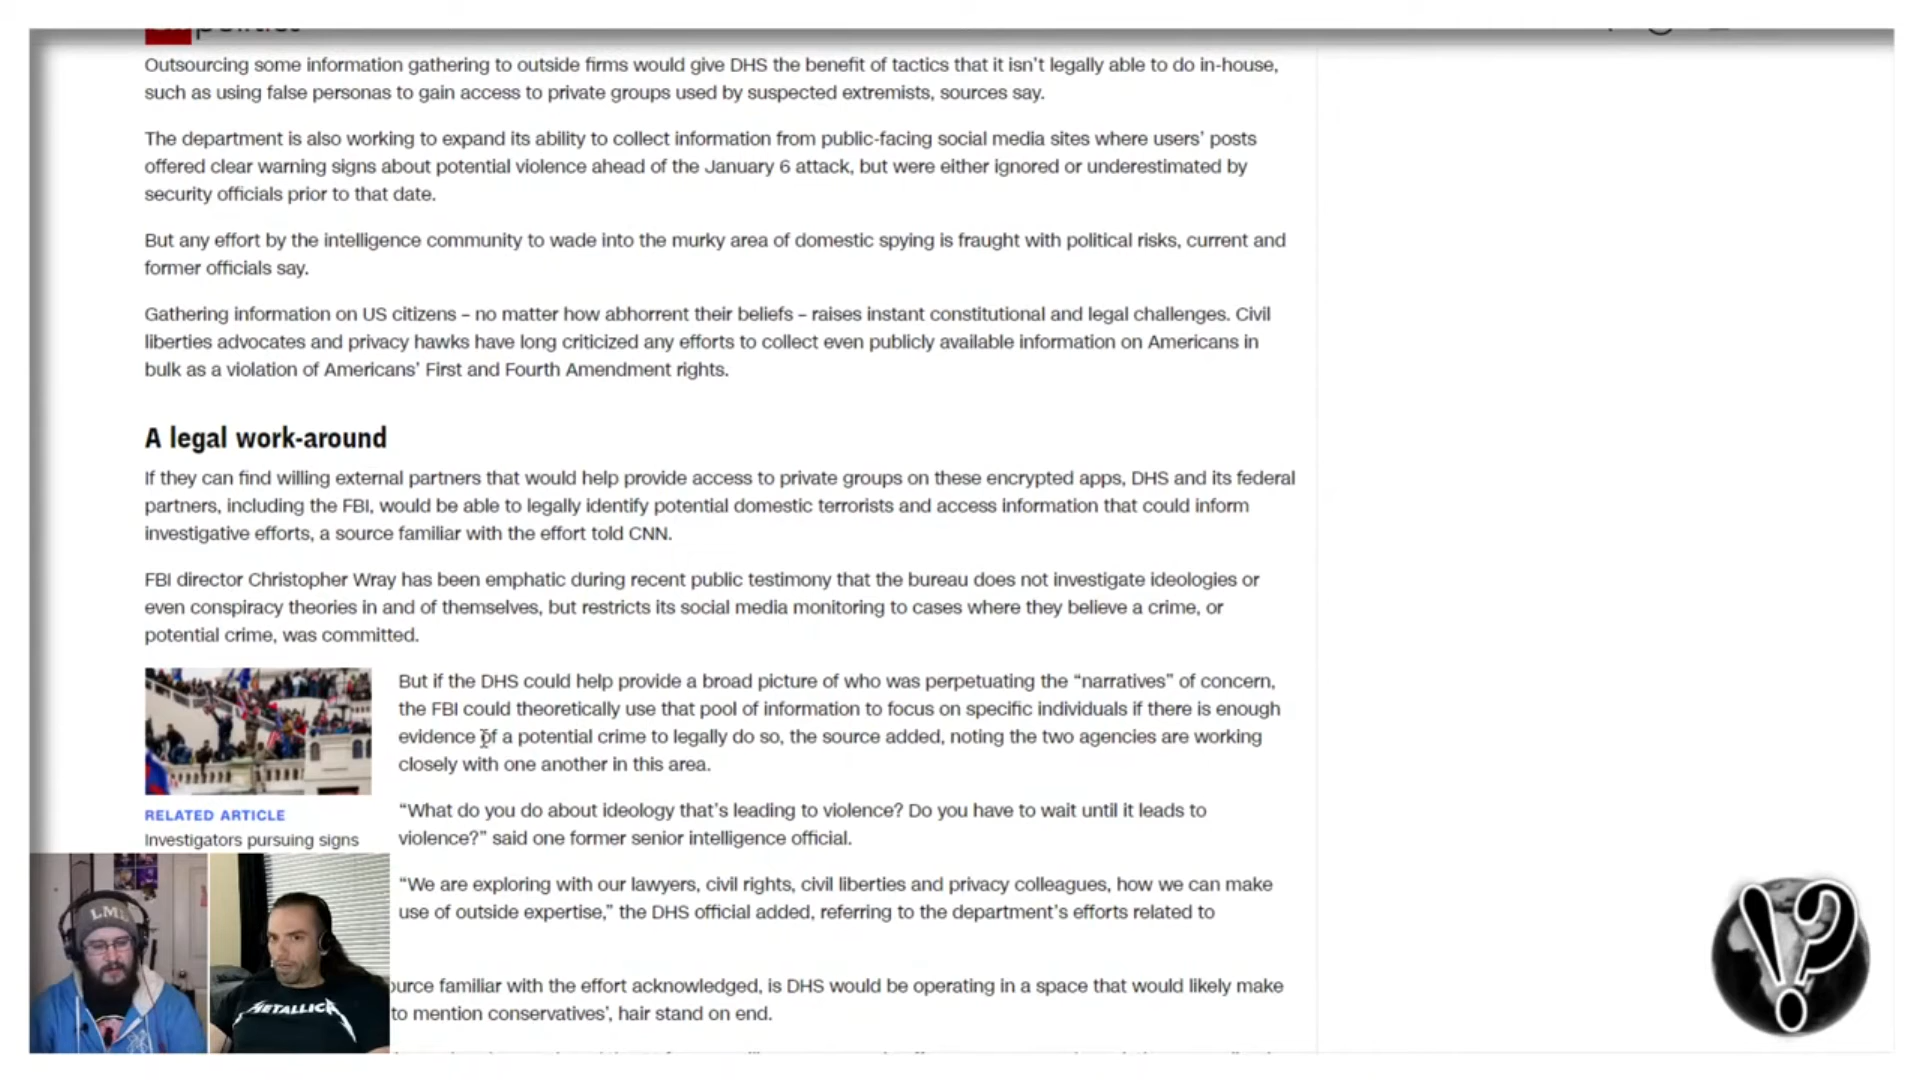 politics
Outsourcing some information gathering to outside firms would give DHS the benefit of tactics that it isn't legally able to do in-house,
such as using false personas to gain access to private groups used by suspected extremists, sources say.
The department is also working to expand its ability to collect information from public-facing social media sites where users' posts
offered clear warning signs about potential violence ahead of the January 6 attack, but were either ignored or underestimated by
security officials prior to that date.
But any effort by the intelligence community to wade into the murky area of domestic spying is fraught with political risks, current and
former officials say.
Gathering information on US citizens – no matter how abhorrent their beliefs – raises instant constitutional and legal challenges. Civil
liberties advocates and privacy hawks have long criticized any efforts to collect even publicly available information on Americans in
bulk as a violation of Americans' First and Fourth Amendment rights.
A legal work-around
If they can find willing external partners that would help provide access to private groups on these encrypted apps, DHS and its federal
partners, including the FBI, would be able to legally identify potential domestic terrorists and access information that could inform
investigative efforts, a source familiar with the effort told CNN.
FBI director Christopher Wray has been emphatic during recent public testimony that the bureau does not investigate ideologies or
even conspiracy theories in and of themselves, but restricts its social media monitoring to cases where they believe a crime, or
potential crime, was committed.
But if the DHS could help provide a broad picture of who was perpetuating the “narratives” of concern,
the FBI could theoretically use that pool of information to focus on specific individuals if there is enough
evidence of a potential crime to legally do so, the source added, noting the two agencies are working
closely with one another in this area.
RELATED ARTICLE
Investigators pursuing signs
“What do you do about ideology that's leading to violence? Do you have to wait until it leads to
violence?” said one former senior intelligence official.
“We are exploring with our lawyers, civil rights, civil liberties and privacy colleagues, how we can make
use of outside expertise,” the DHS official added, referring to the department's efforts related to
ource familiar with the effort acknowledged, is DHS would be operating in a space that would likely make
to mention conservatives', hair stand on end.
METALLICA
!?